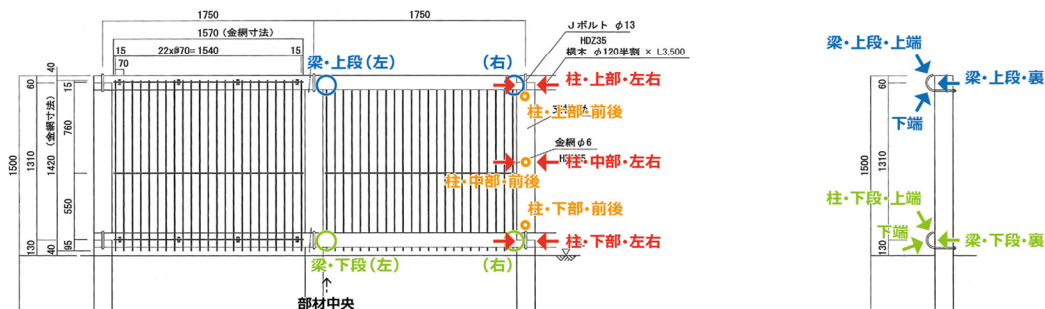 1750
1750
1570 (金網寸法)
22xΦ70=1540
15
15
70
40
60
15
(金網寸法)
760
1500
1310
1420
550
130
95
40
梁・上段(左)
(右)
Jボルト φ13
HDZ35
横木 φ120半割 × L3,500
柱・上部・左右
柱・上部・前後
金網φ6
柱・中部・左右
柱・中部・前後
柱・下部・前後
柱・下部・左右
梁・下段(左)
(右)
部材中央
梁・上段・上端
60
梁・上段・裏
下端
1500
1310
柱・下段・上端
下端
梁・下段・裏
130